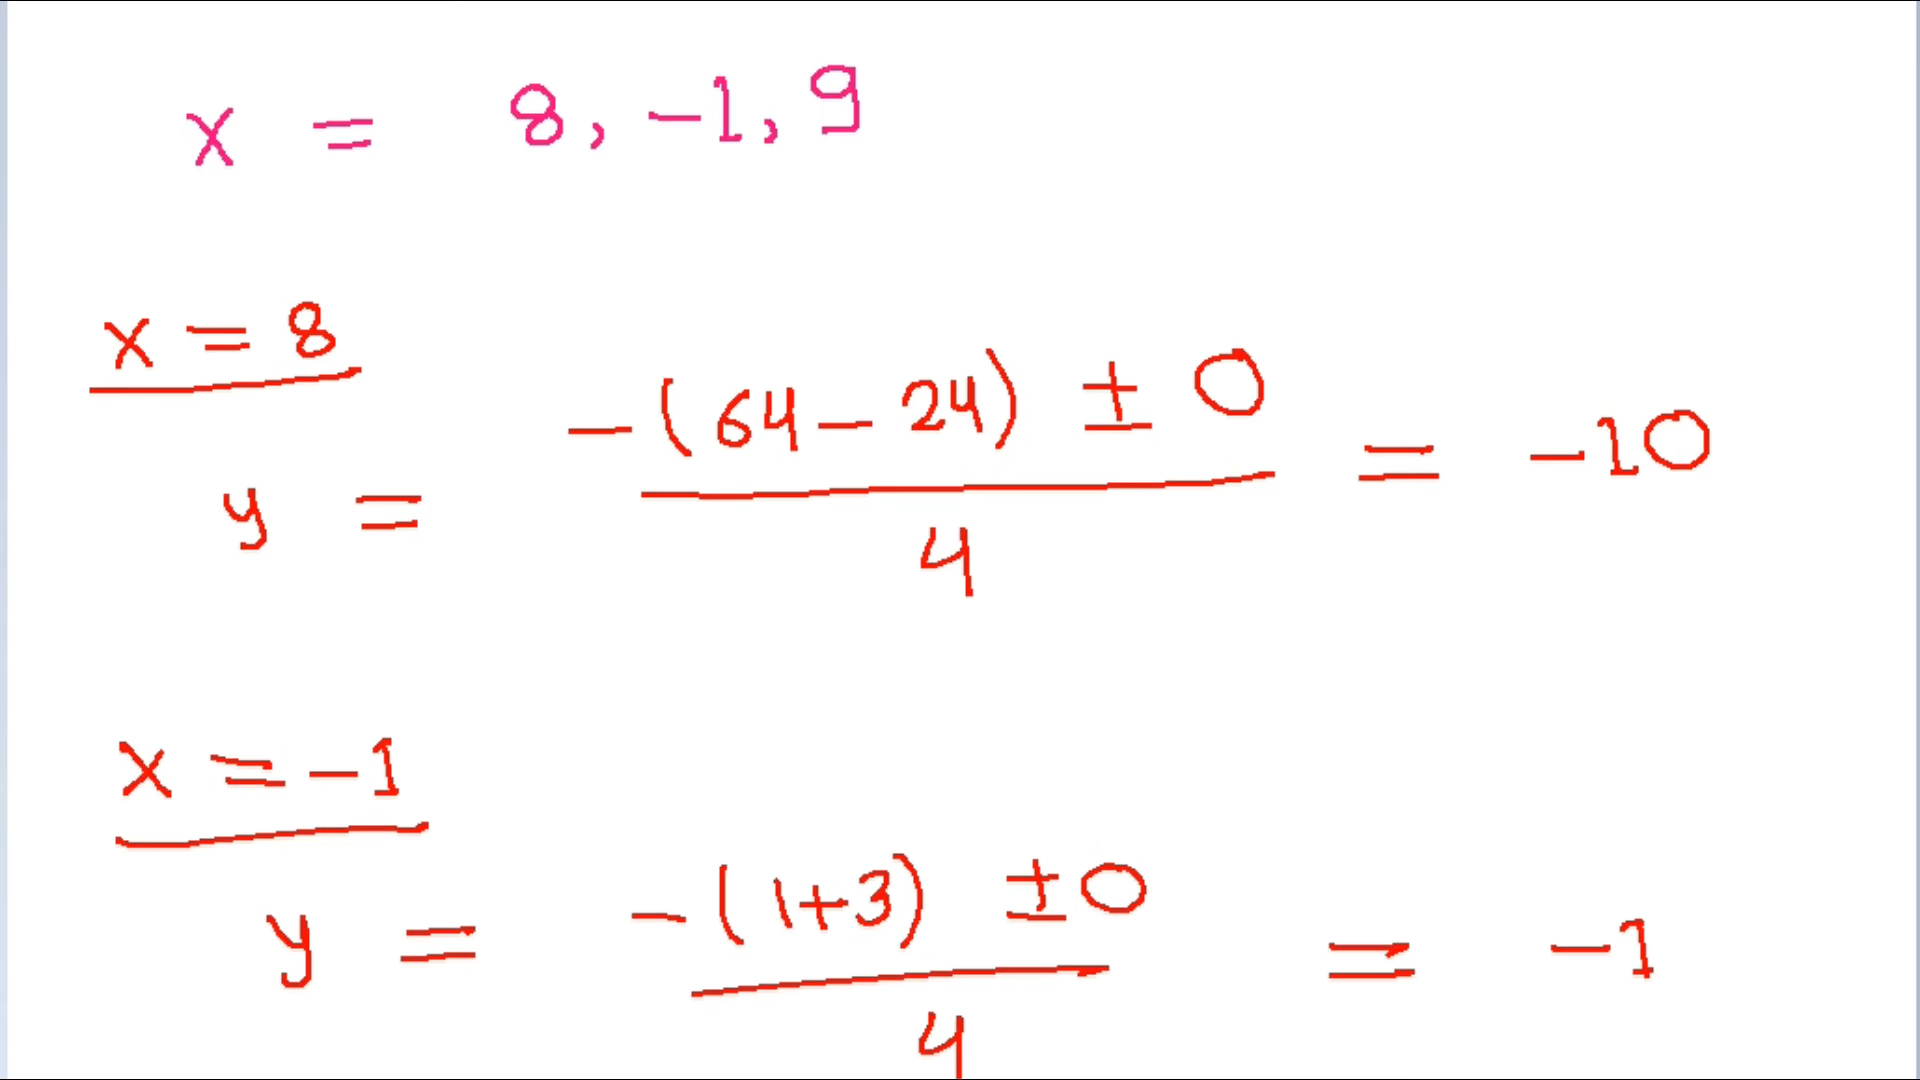 x = 8, -1, 9
x = 8
y = -(64 - 24) ± 0 / 4 = -10
x = -1
y = -(1+3) ±0 / 4 = -1